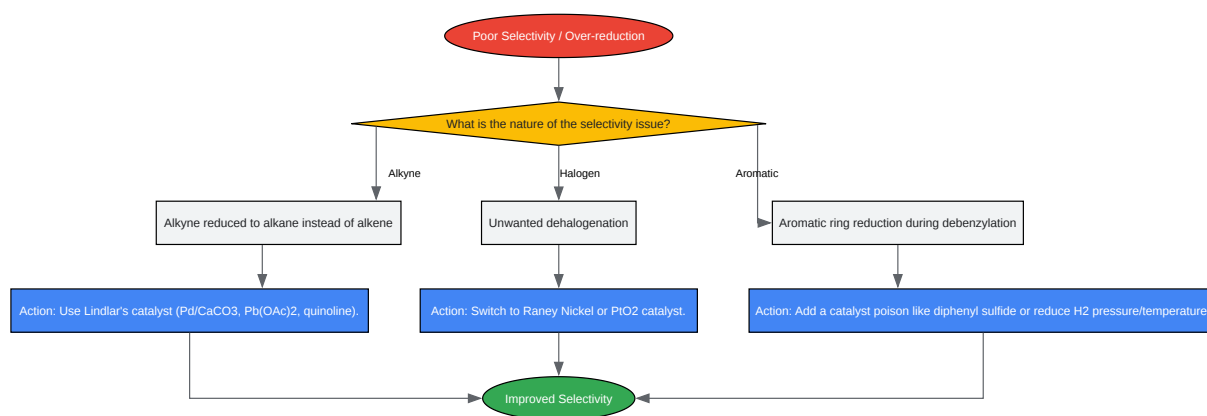 Poor Selectivity / Over-reduction
What is the nature of the selectivity issue?
Alkyne
Halogen
Aromatic
Alkyne reduced to alkane instead of alkene
Unwanted dehalogenation
Aromatic ring reduction during debenzylation
Action: Use Lindlar's catalyst (Pd/CaCO3, Pb(OAc)2, quinoline).
Action: Switch to Raney Nickel or PtO2 catalyst.
Action: Add a catalyst poison like diphenyl sulfide or reduce H2 pressure/temperature
Improved Selectivity